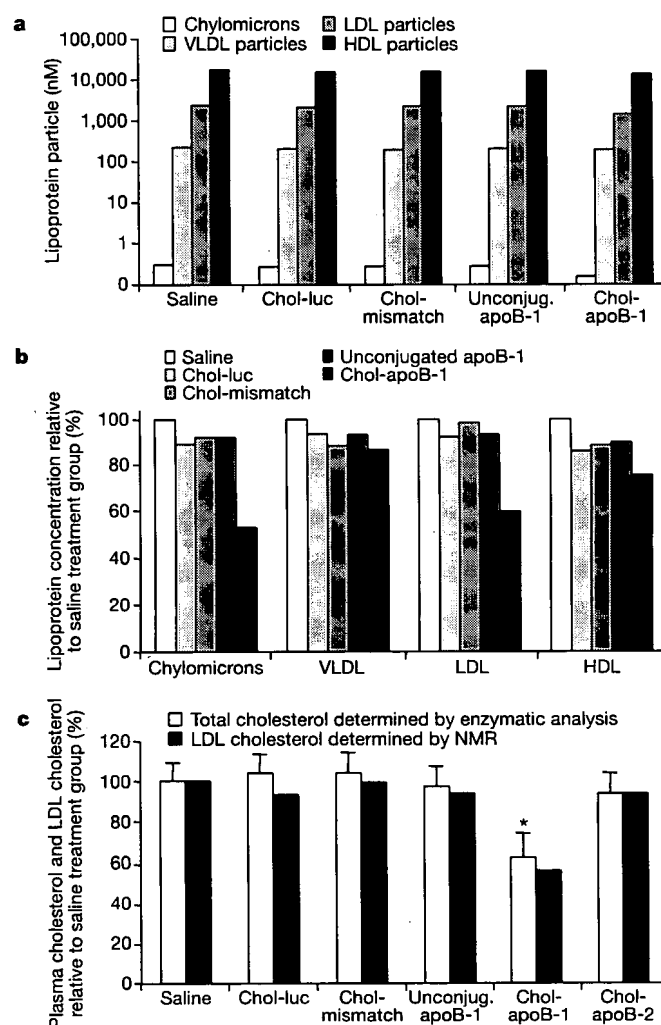 a
Chylomicrons LDL particles
VLDL particles HDL particles
Lipoprotein particle (nM)
100,000
10,000
1,000
100
10
1
0
Saline Chol-luc Chol-mismatch Unconjug. apoB-1 Chol-apoB-1
b
Saline Unconjugated apoB-1
Chol-luc Chol-apoB-1
Chol-mismatch
Lipoprotein concentration relative
to saline treatment group (%)
100
80
60
40
20
0
Chylomicrons VLDL LDL HDL
c
Total cholesterol determined by enzymatic analysis
LDL cholesterol determined by NMR
Plasma cholesterol and LDL cholesterol
relative to saline treatment group (%)
120
100
80
60
40
20
0
*
Saline Chol-luc Chol-mismatch Unconjug. apoB-1 Chol-apoB-1 Chol-apoB-2